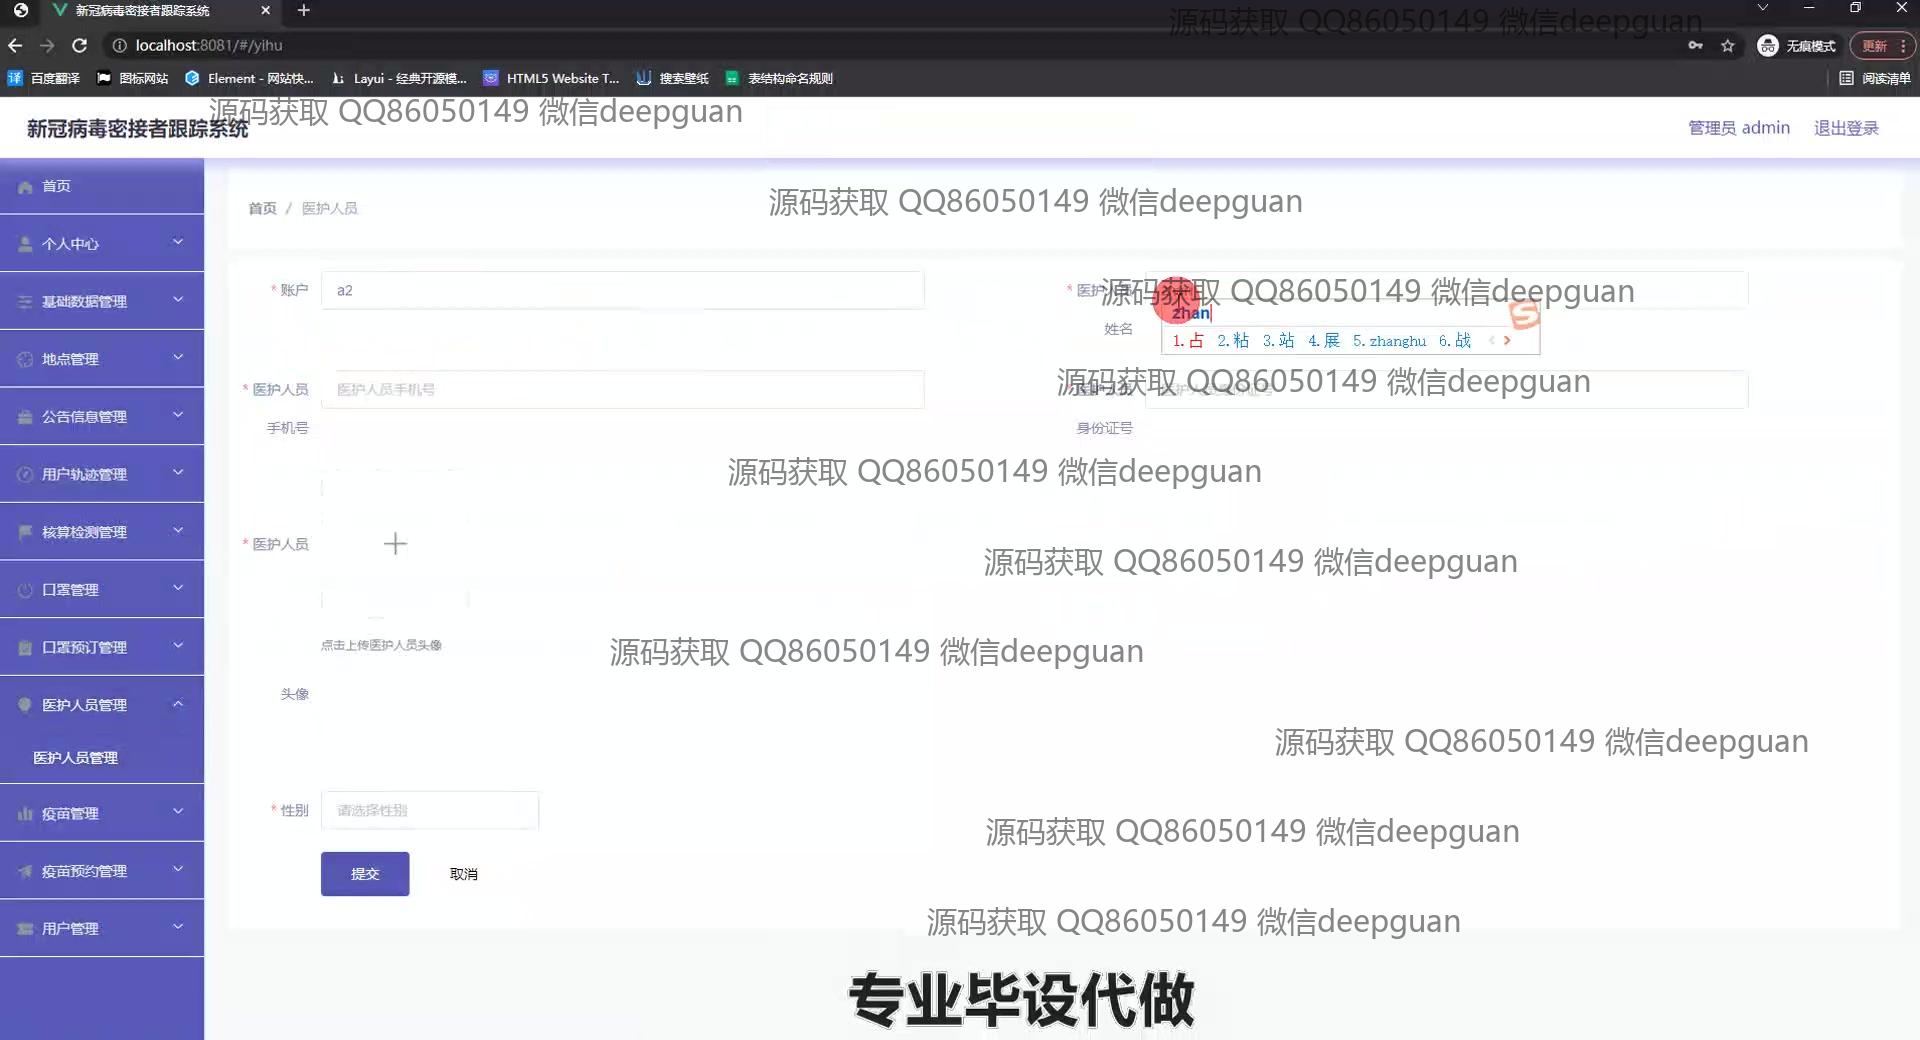 新冠病毒密接者跟踪系统
源码获取 QQ86050149 微信deepguan
localhost:8081/#/yihu
无痕模式
更新
百度翻译
图标网站
Element - 网站快...
Layui - 经典开源模...
HTML5 Website T...
搜索壁纸
表结构命名规则
阅读清单
源码获取 QQ86050149 微信deepguan
新冠病毒密接者跟踪系统
管理员 admin
退出登录
首页
个人中心
基础数据管理
地点管理
公告信息管理
用户轨迹管理
核算检测管理
口罩管理
口罩预订管理
医护人员管理
医护人员管理
疫苗管理
疫苗预约管理
用户管理
源码获取 QQ86050149 微信deepguan
首页 / 医护人员
* 账户
a2
* 医护人员
姓名
源码获取 QQ86050149 微信deepguan
zhan
1.占 2.粘 3.站 4.展 5.zhanghu 6.战
* 医护人员
手机号
医护人员手机号
源码获取 QQ86050149 微信deepguan
身份证号
源码获取 QQ86050149 微信deepguan
* 医护人员
头像
点击上传医护人员头像
源码获取 QQ86050149 微信deepguan
源码获取 QQ86050149 微信deepguan
源码获取 QQ86050149 微信deepguan
* 性别
请选择性别
源码获取 QQ86050149 微信deepguan
提交
取消
源码获取 QQ86050149 微信deepguan
专业毕设代做